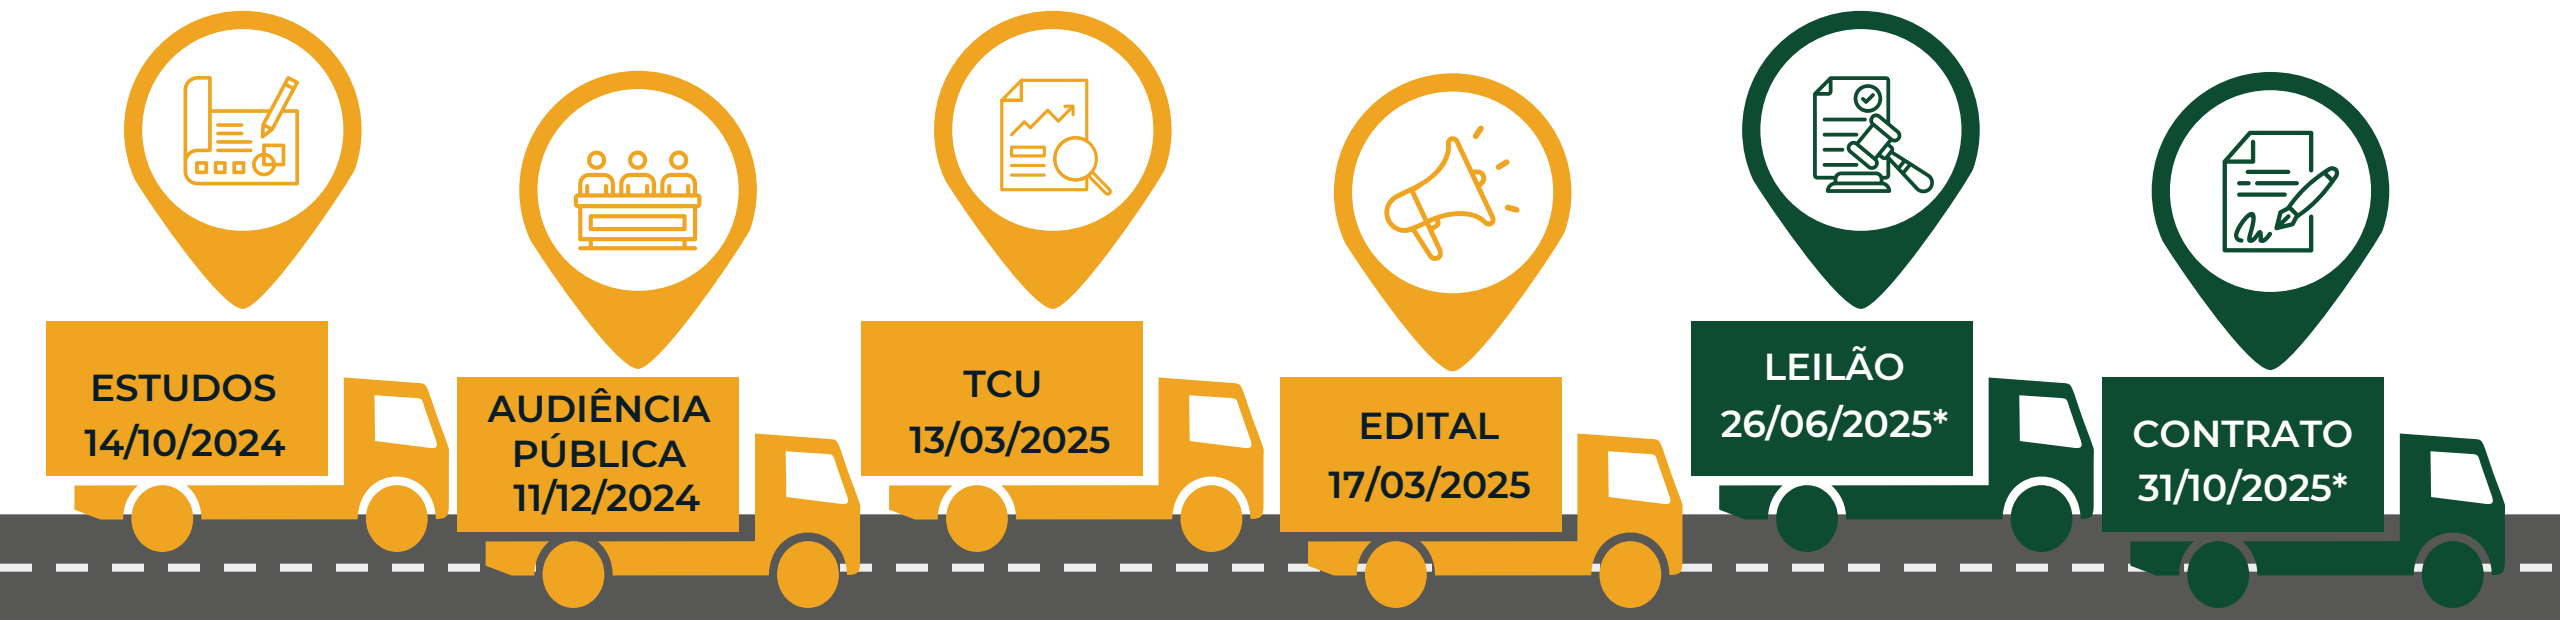 ESTUDOS
14/10/2024
AUDIÊNCIA
PÚBLICA
11/12/2024
TCU
13/03/2025
EDITAL
17/03/2025
LEILÃO
26/06/2025*
CONTRATO
31/10/2025*